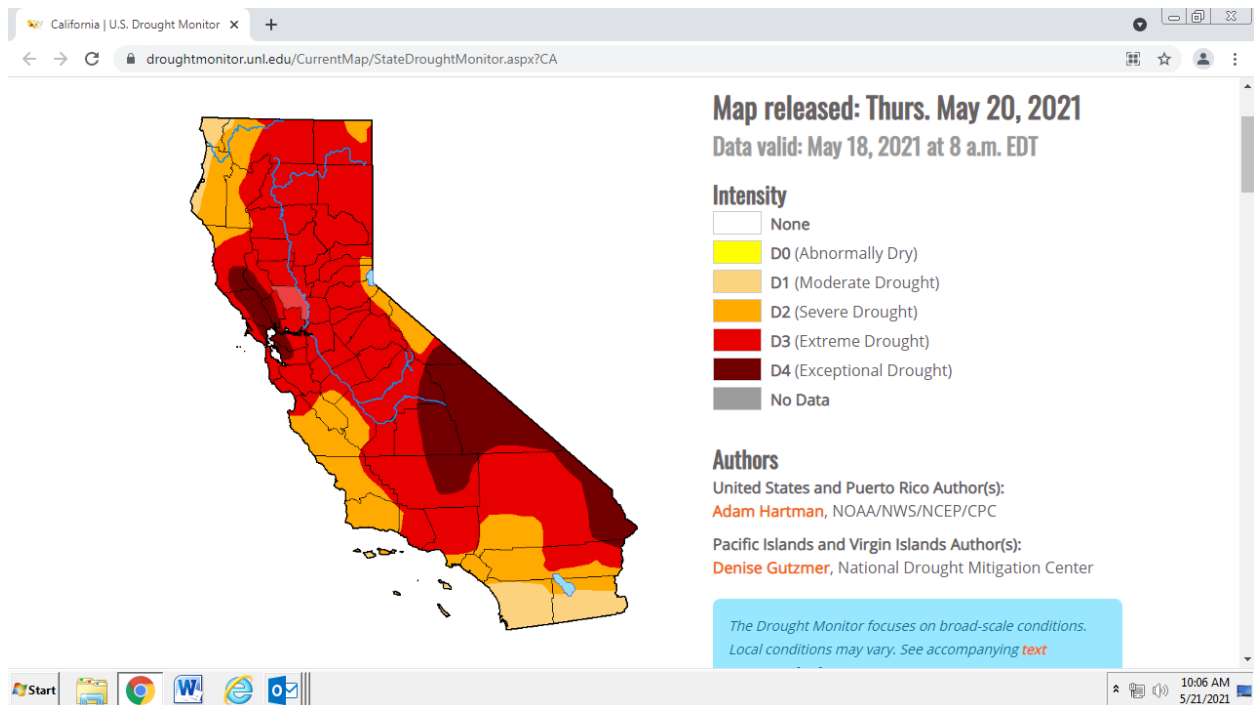 California | U.S. Drought Monitor
droughtmonitor.unl.edu/CurrentMap/StateDroughtMonitor.aspx?CA
Map released: Thurs. May 20, 2021
Data valid: May 18, 2021 at 8 a.m. EDT
Intensity
None
D0 (Abnormally Dry)
D1 (Moderate Drought)
D2 (Severe Drought)
D3 (Extreme Drought)
D4 (Exceptional Drought)
No Data
Authors
United States and Puerto Rico Author(s):
Adam Hartman, NOAA/NWS/NCEP/CPC
Pacific Islands and Virgin Islands Author(s):
Denise Gutzmer, National Drought Mitigation Center
The Drought Monitor focuses on broad-scale conditions.
Local conditions may vary. See accompanying text
Start
10:06 AM
5/21/2021